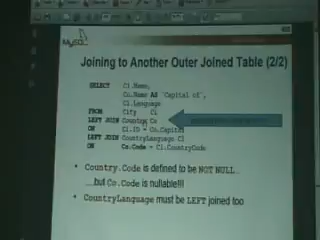 MySQL
Joining to Another Outer Joined Table (2/2)
SELECT Ci.Name,
Co.Name AS 'Capital of',
Cl.Language
FROM City Ci
LEFT JOIN Country Co
ON Ci.ID = Co.Capital
LEFT JOIN CountryLanguage Cl
ON Co.Code = Cl.CountryCode
• Country.Code is defined to be NOT NULL…
…..but Co.Code is nullable!!!
• CountryLanguage must be LEFT joined too